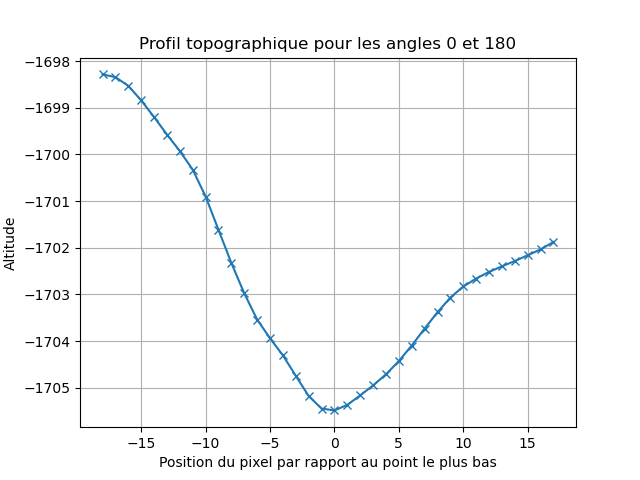 Profil topographique pour les angles 0 et 180
−1698
−1699
−1700
−1701
−1702
−1703
−1704
−1705
Altitude
−15 −10 −5 0 5 10 15
Position du pixel par rapport au point le plus bas